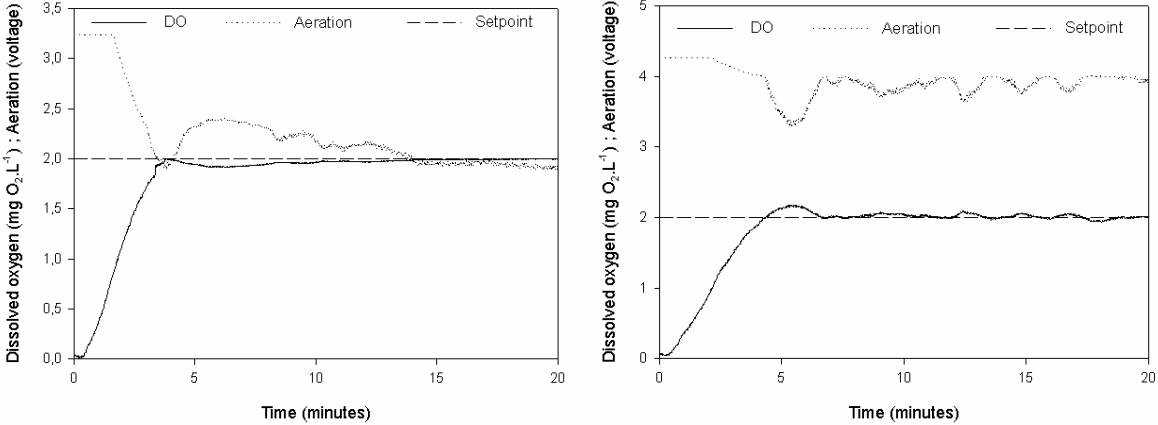 Dissolved oxygen (mg O₂.L⁻¹) ; Aeration (voltage)
3,5
3,0
2,5
2,0
1,5
1,0
0,5
0,0
DO Aeration Setpoint
0 5 10 15 20
Time (minutes)
Dissolved oxygen (mg O₂.L⁻¹) ; Aeration (voltage)
5
4
3
2
1
0
DO Aeration Setpoint
0 5 10 15 20
Time (minutes)